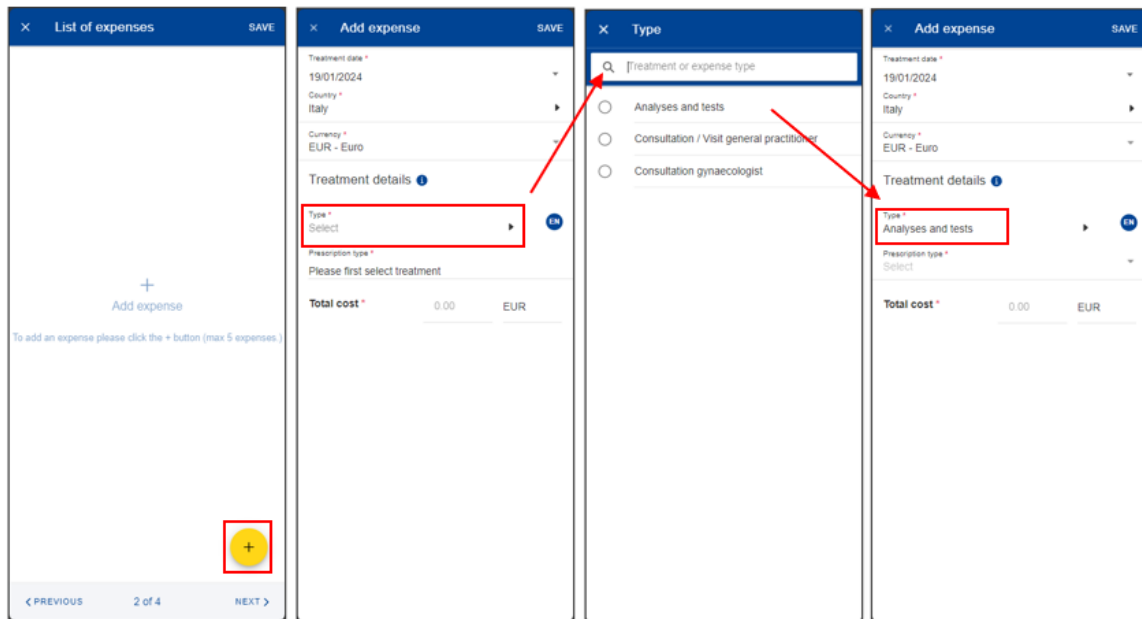 × List of expenses SAVE
+
Add expense
To add an expense please click the + button (max 5 expenses )
+
< PREVIOUS 2 of 4 NEXT >
× Add expense SAVE
Treatment date *
19/01/2024
Country *
Italy
Currency *
EUR - Euro
Treatment details i
Type *
Select
EN
Prescription type *
Please first select treatment
Total cost * 0.00 EUR
× Type
Treatment or expense type
Analyses and tests
Consultation / Visit general practitioner
Consultation gynaecologist
× Add expense SAVE
Treatment date *
19/01/2024
Country *
Italy
Currency *
EUR - Euro
Treatment details i
Type *
Analyses and tests
EN
Prescription type *
Select
Total cost * 0.00 EUR